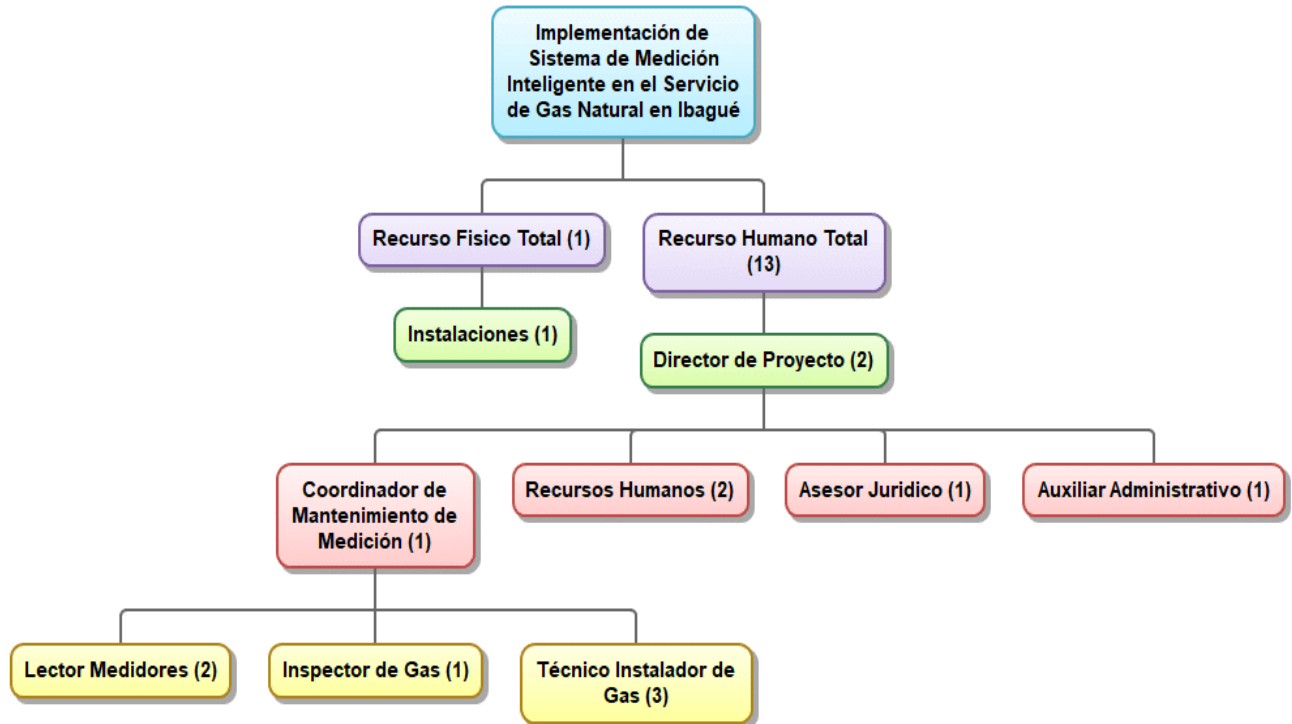 Implementación de
Sistema de Medición
Inteligente en el Servicio
de Gas Natural en Ibagué
Recurso Fisico Total (1)
Recurso Humano Total
(13)
Instalaciones (1)
Director de Proyecto (2)
Coordinador de
Mantenimiento de
Medición (1)
Recursos Humanos (2)
Asesor Juridico (1)
Auxiliar Administrativo (1)
Lector Medidores (2)
Inspector de Gas (1)
Técnico Instalador de
Gas (3)